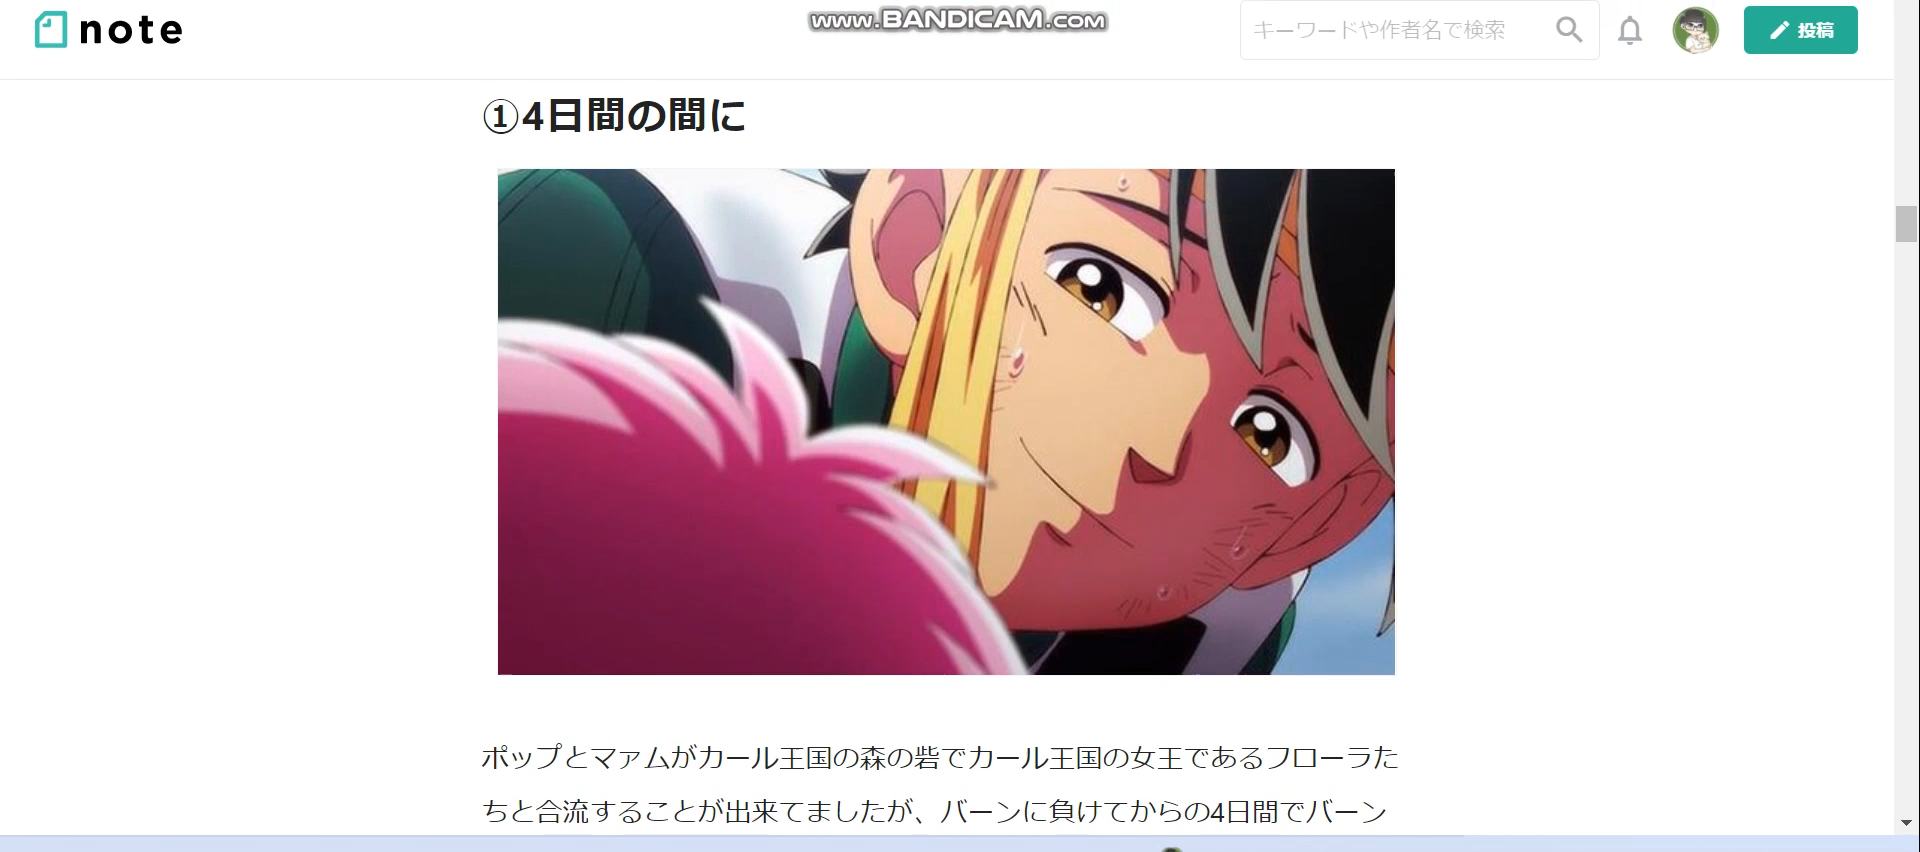 note
www.BANDICAM.com
キーワードや作者名で検索
投稿
①4日間の間に
ポップとマァムがカール王国の森の砦でカール王国の女王であるフローラた
ちと合流することが出来てましたが、バーンに負けてからの4日間でバーン